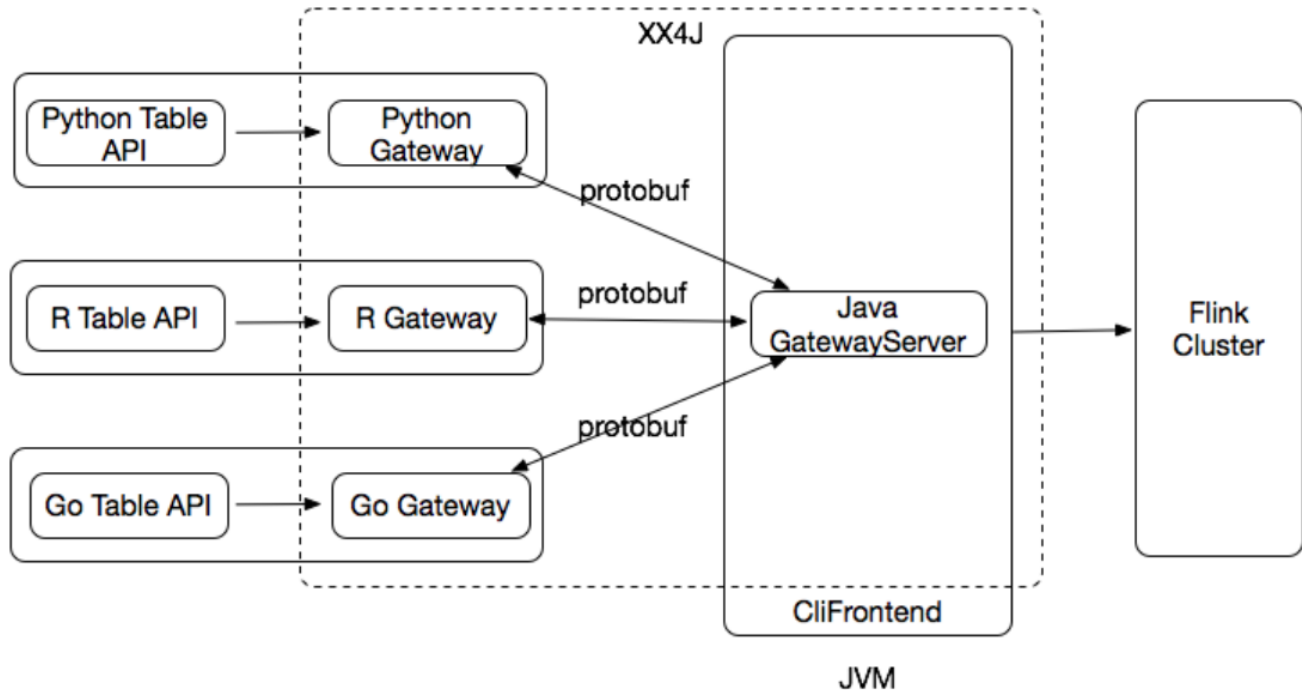 XX4J
Python Table
API
Python
Gateway
protobuf
R Table API
R Gateway
protobuf
Java
GatewayServer
Flink
Cluster
protobuf
Go Table API
Go Gateway
CliFrontend
JVM